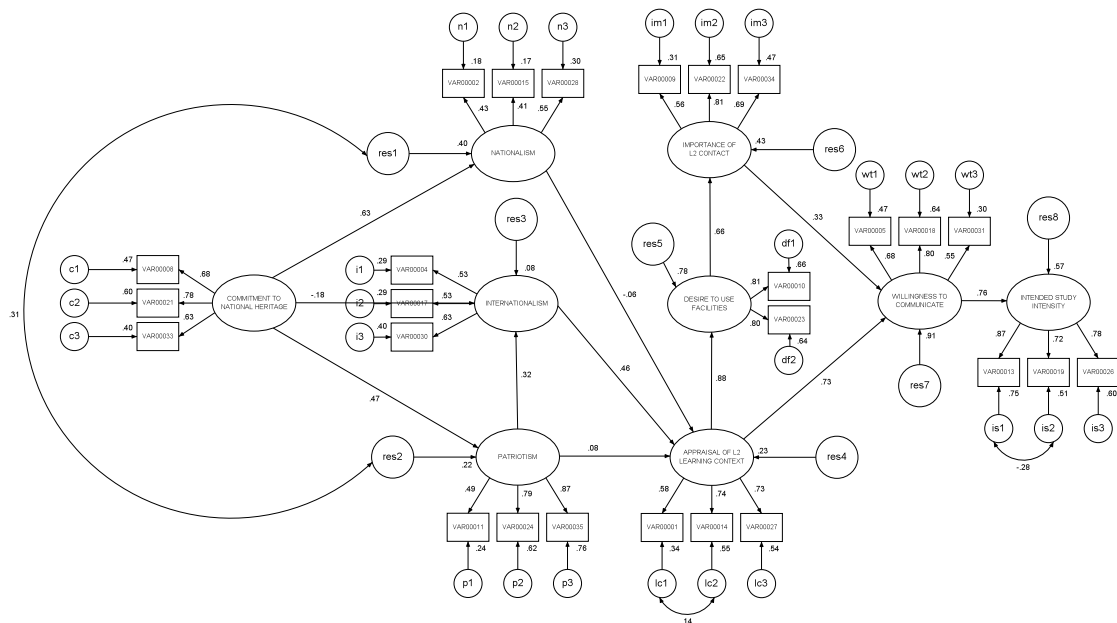 n1
n2
n3
im1
im2
im3
.18
.17
.30
.31
.65
.47
VAR00002
VAR00015
VAR00028
VAR00009
VAR00022
VAR00034
.43
.41
.55
.56
.81
.69
res1
.40
NATIONALISM
IMPORTANCE OF
L2 CONTACT
.43
res6
wt1
wt2
wt3
.47
.64
.30
res8
VAR00005
VAR00018
VAR00031
.63
.33
.68
.80
.55
res3
.66
res5
df1
.57
.66
.47
c1
VAR00008
.68
i1
.29
VAR00004
.53
.08
.78
.81
VAR00010
c2
.60
VAR00021
.78
COMMITMENT TO
NATIONAL HERITAGE
-.18
i2
.29
VAR00017
.53
INTERNATIONALISM
-.06
DESIRE TO USE
FACILITIES
WILLINGNESS TO
COMMUNICATE
.76
INTENDED STUDY
INTENSITY
.31
c3
.40
VAR00033
.63
i3
.40
VAR00030
.63
.80
VAR00023
.64
df2
.91
.87
.72
.78
VAR00013
VAR00019
VAR00026
.32
.46
.88
.73
res7
.75
.51
.60
is1
is2
is3
-.28
.47
res2
.22
PATRIOTISM
.08
APPRAISAL OF L2
LEARNING CONTEXT
.23
res4
.49
.79
.87
.58
.74
.73
VAR00011
VAR00024
VAR00035
VAR00001
VAR00014
VAR00027
.24
.62
.76
.34
.55
.54
p1
p2
p3
lc1
lc2
lc3
.14